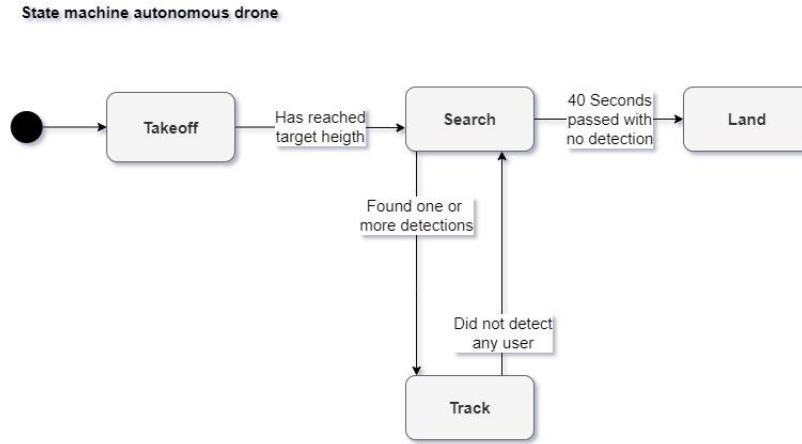 State machine autonomous drone
Takeoff
Has reached
target heigth
Search
40 Seconds
passed with
no detection
Land
Found one or
more detections
Did not detect
any user
Track